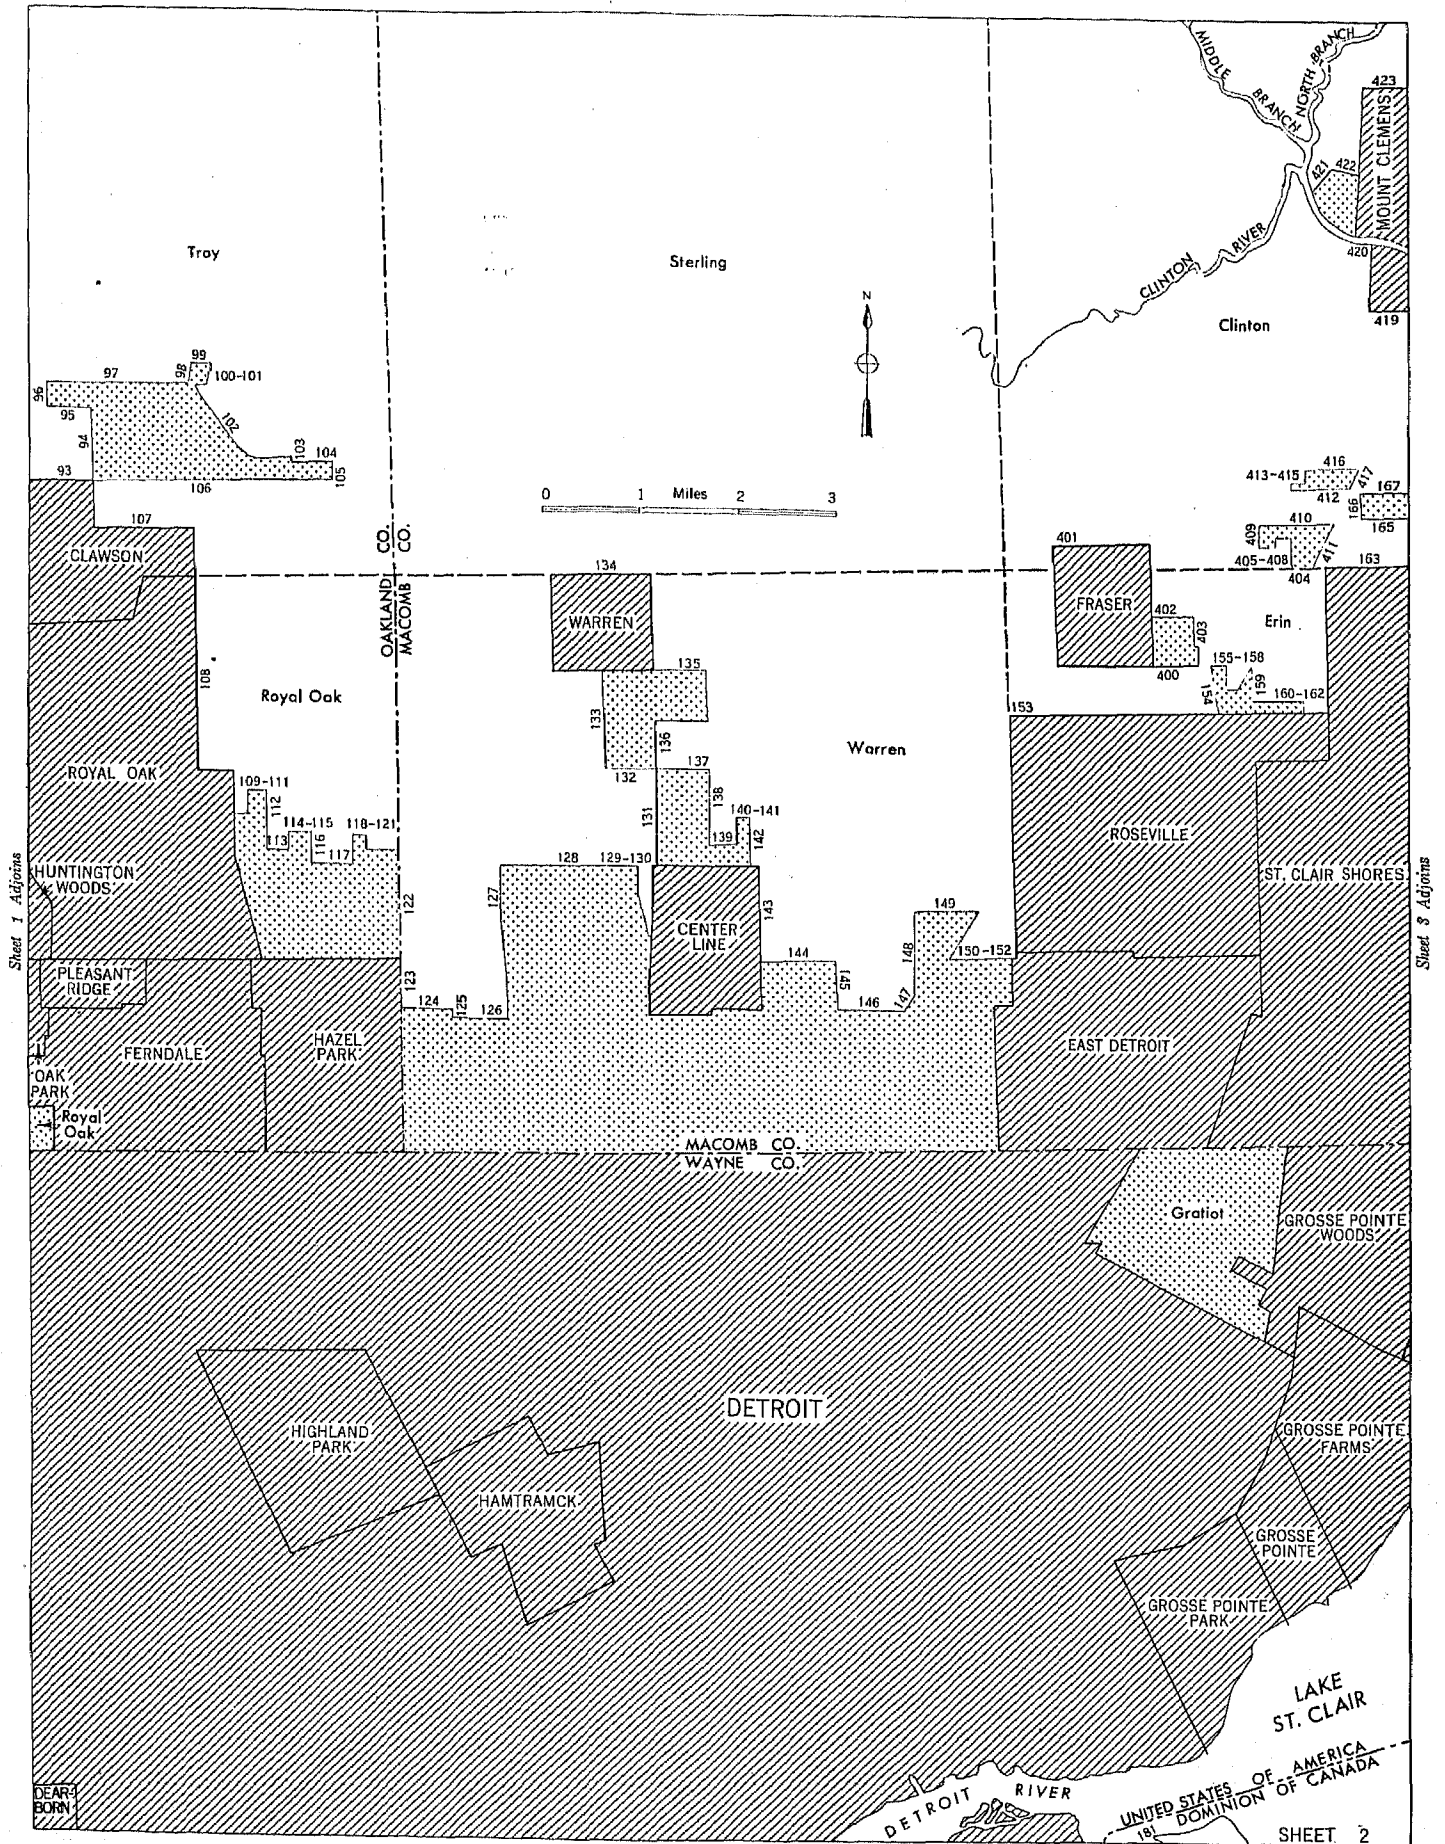 MIDDLE
BRANCH
NORTH BRANCH
423
MOUNT CLEMENS
421
422
420
419
CLINTON
RIVER
Troy
Sterling
N
Clinton
99
98
100-101
97
96
95
94
102
103
104
105
93
106
107
CLAWSON
0 1 Miles 2 3
416
413-415
417
412
167
166
165
410
409
411
405-408
404
163
401
FRASER
402
403
400
Erin
155-158
154
159
160-162
153
OAKLAND CO.
MACOMB CO.
134
WARREN
135
133
136
132
137
131
138
140-141
139
142
108
Royal Oak
Warren
ROYAL OAK
109-111
112
113
114-115
116
117
118-121
122
123
124
125
126
127
128
129-130
CENTER
LINE
143
144
145
146
147
148
149
150-152
ROSEVILLE
ST. CLAIR SHORES
EAST DETROIT
HUNTINGTON
WOODS
PLEASANT
RIDGE
FERNDALE
HAZEL
PARK
OAK
PARK
Royal
Oak
Sheet 1 Adjoins
Sheet 3 Adjoins
MACOMB CO.
WAYNE CO.
Gratiot
GROSSE POINTE
WOODS
DETROIT
HIGHLAND
PARK
HAMTRAMCK
GROSSE POINTE
FARMS
GROSSE
POINTE
GROSSE POINTE
PARK
LAKE
ST. CLAIR
DEAR-
BORN
DETROIT RIVER
UNITED STATES OF AMERICA
DOMINION OF CANADA
181
SHEET 2